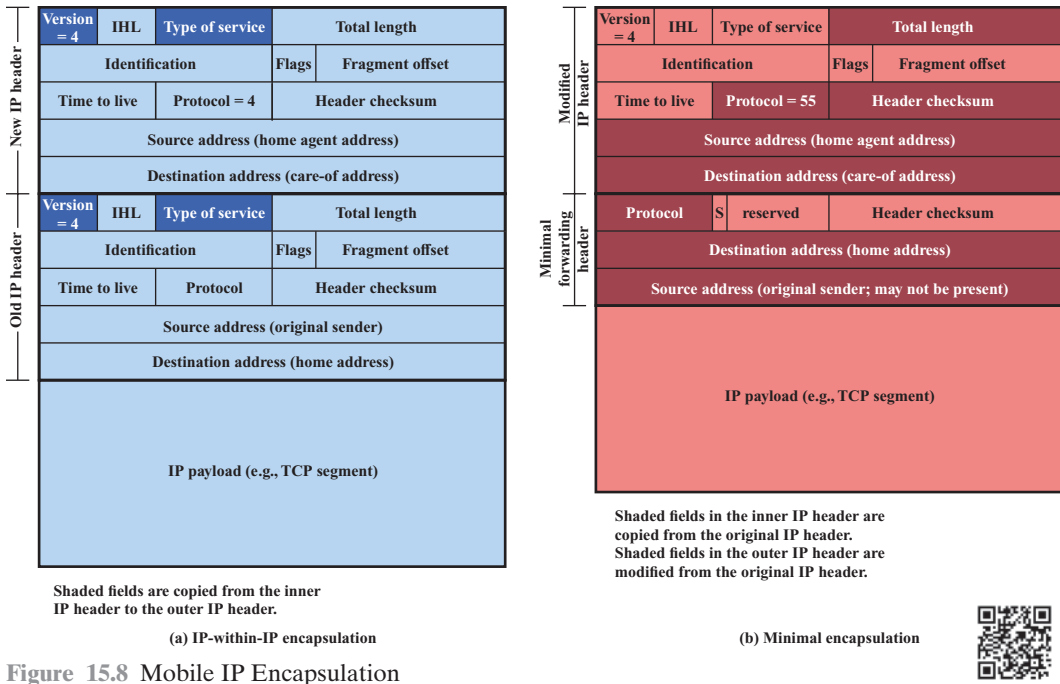 New IP header
Version = 4
IHL
Type of service
Total length
Identification
Flags
Fragment offset
Time to live
Protocol = 4
Header checksum
Source address (home agent address)
Destination address (care-of address)
Old IP header
Version = 4
IHL
Type of service
Total length
Identification
Flags
Fragment offset
Time to live
Protocol
Header checksum
Source address (original sender)
Destination address (home address)
IP payload (e.g., TCP segment)
Shaded fields are copied from the inner
IP header to the outer IP header.
(a) IP-within-IP encapsulation
Modified
IP header
Version = 4
IHL
Type of service
Total length
Identification
Flags
Fragment offset
Time to live
Protocol = 55
Header checksum
Source address (home agent address)
Destination address (care-of address)
Minimal
forwarding
header
Protocol
S
reserved
Header checksum
Destination address (home address)
Source address (original sender; may not be present)
IP payload (e.g., TCP segment)
Shaded fields in the inner IP header are
copied from the original IP header.
Shaded fields in the outer IP header are
modified from the original IP header.
(b) Minimal encapsulation
Figure 15.8 Mobile IP Encapsulation